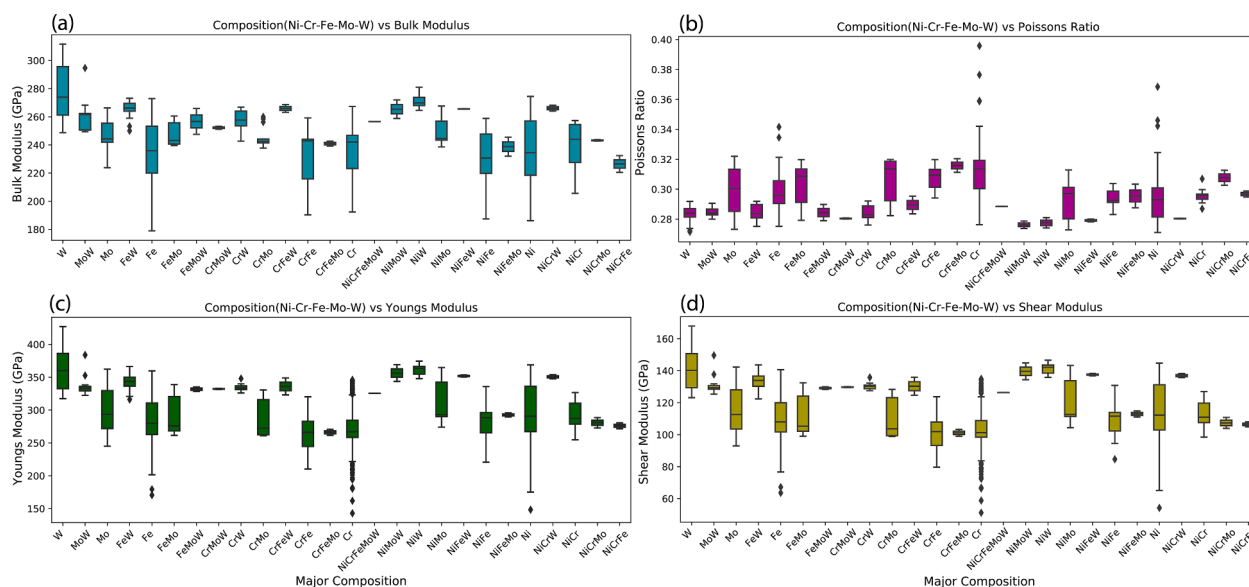 (a)
Composition(Ni-Cr-Fe-Mo-W) vs Bulk Modulus
Bulk Modulus (GPa)
300
280
260
240
220
200
180
W MoW Mo FeW Fe FeMo FeMoW CrMoW CrW CrMo CrFeW CrFe CrFeMo Cr NiCrFeMoW NiMoW NiW NiMo NiFeW NiFe NiFeMo Ni NiCrW NiCr NiCrMo NiCrFe
(b)
Composition(Ni-Cr-Fe-Mo-W) vs Poissons Ratio
Poissons Ratio
0.40
0.36
0.32
0.30
0.28
W MoW Mo FeW Fe FeMo FeMoW CrMoW CrW CrMo CrFeW CrFe CrFeMo Cr NiCrFeMoW NiMoW NiW NiMo NiFeW NiFe NiFeMo Ni NiCrW NiCr NiCrMo
(c)
Composition(Ni-Cr-Fe-Mo-W) vs Youngs Modulus
Youngs Modulus (GPa)
400
350
300
250
200
150
W MoW Mo FeW Fe FeMo FeMoW CrMoW CrW CrMo CrFeW CrFe CrFeMo Cr NiCrFeMoW NiMoW NiW NiMo NiFeW NiFe NiFeMo Ni NiCrW NiCr NiCrMo NiCrFe
Major Composition
(d)
Composition(Ni-Cr-Fe-Mo-W) vs Shear Modulus
Shear Modulus (GPa)
160
140
120
100
80
60
W MoW Mo FeW Fe FeMo FeMoW CrMoW CrW CrMo CrFeW CrFe CrFeMo Cr NiCrFeMoW NiMoW NiW NiMo NiFeW NiFe NiFeMo Ni NiCrW NiCr NiCrMo
Major Composition